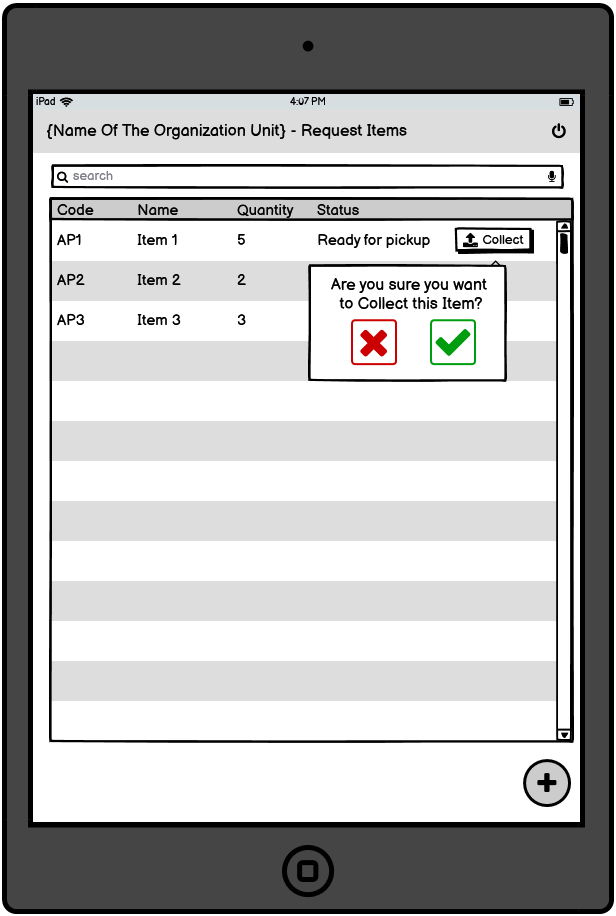 iPad 4:07 PM
{Name Of The Organization Unit} - Request Items
search
Code Name Quantity Status
AP1 Item 1 5 Ready for pickup Collect
AP2 Item 2 2
AP3 Item 3 3
Are you sure you want
to Collect this Item?